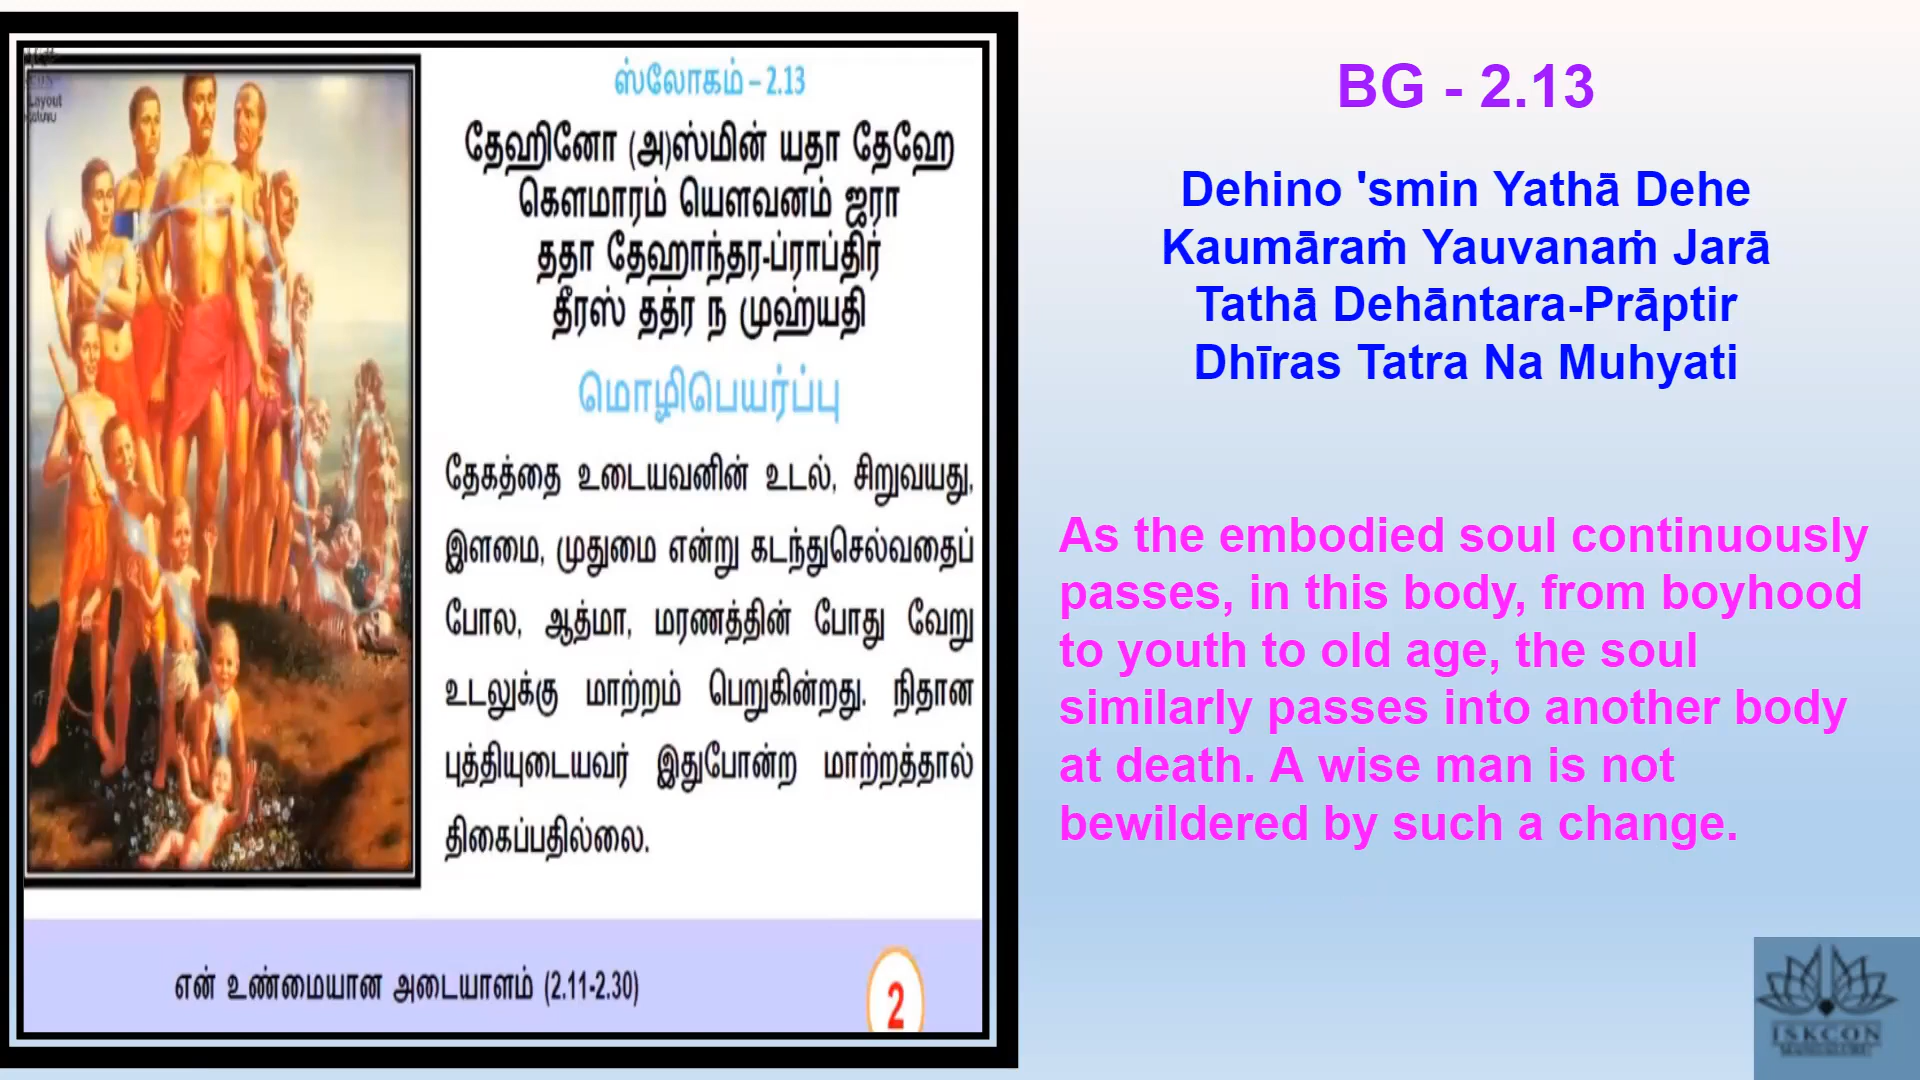 Layout
ஸ்லோகம் – 2.13
தேஹினோ (அ)ஸ்மின் யதா தேஹே
கௌமாரம் யௌவனம் ஜரா
ததா தேஹாந்தர-ப்ராப்திர்
தீரஸ் தத்ர ந முஹ்யதி
மொழிபெயர்ப்பு
தேகத்தை உடையவனின் உடல், சிறுவயது,
இளமை, முதுமை என்று கடந்துசெல்வதைப்
போல, ஆத்மா, மரணத்தின் போது வேறு
உடலுக்கு மாற்றம் பெறுகின்றது. நிதான
புத்தியுடையவர் இதுபோன்ற மாற்றத்தால்
திகைப்பதில்லை.
என் உண்மையான அடையாளம் (2.11-2.30)
2
BG - 2.13
Dehino 'smin Yathā Dehe
Kaumāraṁ Yauvanaṁ Jarā
Tathā Dehāntara-Prāptir
Dhīras Tatra Na Muhyati
As the embodied soul continuously
passes, in this body, from boyhood
to youth to old age, the soul
similarly passes into another body
at death. A wise man is not
bewildered by such a change.
ISKCON